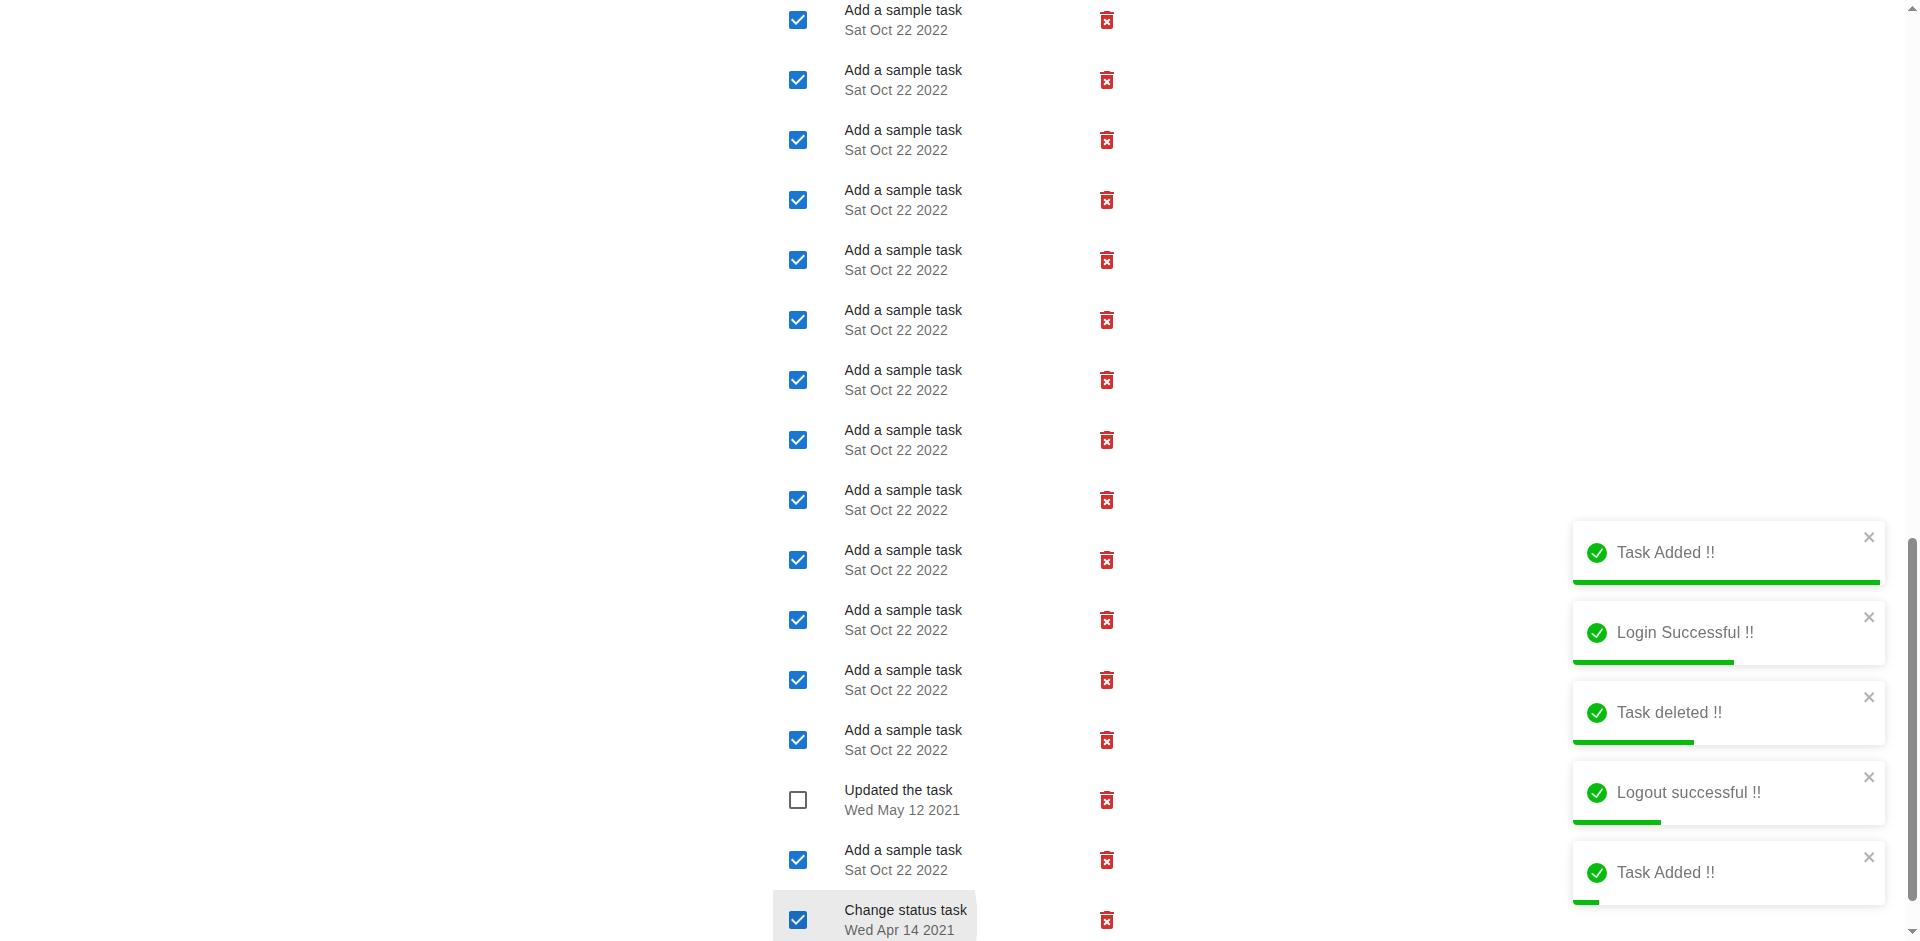 Add a sample task
Sat Oct 22 2022
Add a sample task
Sat Oct 22 2022
Add a sample task
Sat Oct 22 2022
Add a sample task
Sat Oct 22 2022
Add a sample task
Sat Oct 22 2022
Add a sample task
Sat Oct 22 2022
Add a sample task
Sat Oct 22 2022
Add a sample task
Sat Oct 22 2022
Add a sample task
Sat Oct 22 2022
Add a sample task
Sat Oct 22 2022
Add a sample task
Sat Oct 22 2022
Add a sample task
Sat Oct 22 2022
Add a sample task
Sat Oct 22 2022
Updated the task
Wed May 12 2021
Add a sample task
Sat Oct 22 2022
Change status task
Wed Apr 14 2021
Task Added !!
Login Successful !!
Task deleted !!
Logout successful !!
Task Added !!